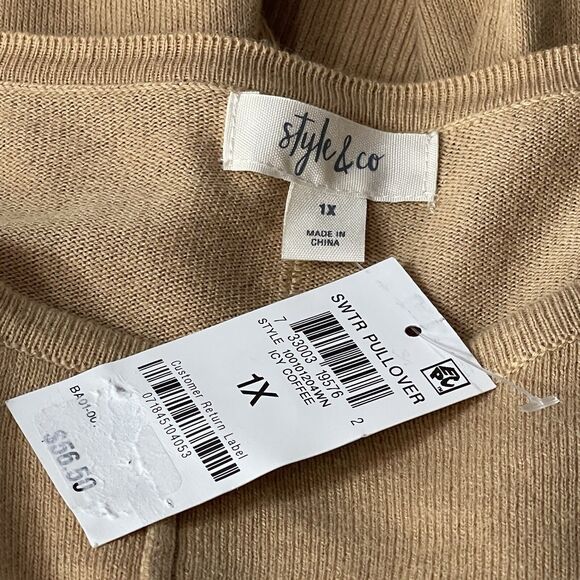 style & co
1X
MADE IN
CHINA
SWTR PULLOVER
7 33003 19576 2
STYLE 100101204WN
ICY COFFEE
1X
Customer Return Label
071845104053
$56.50